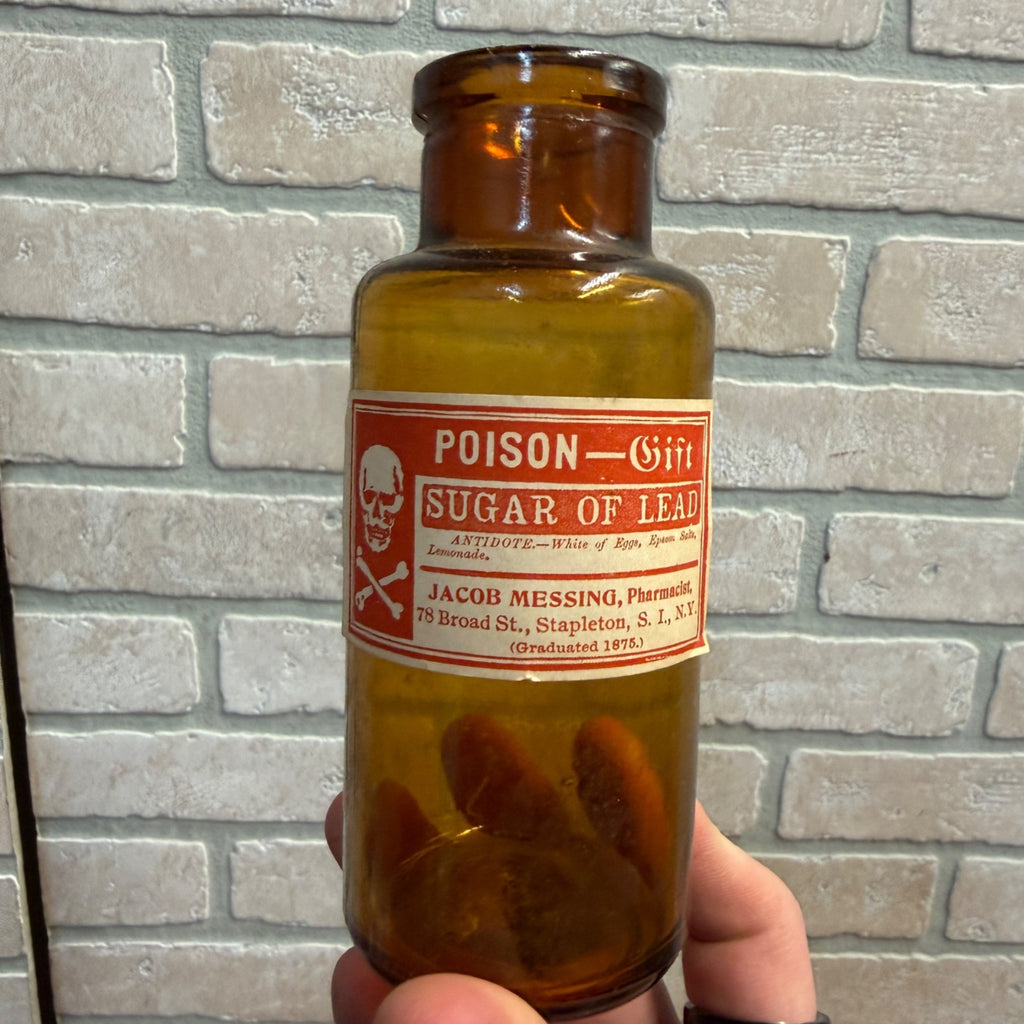 POISON—Gift
SUGAR OF LEAD
ANTIDOTE.—White of Eggs, Epsom Salts,
Lemonade.
JACOB MESSING, Pharmacist,
78 Broad St., Stapleton, S. I., N.Y.
(Graduated 1875.)